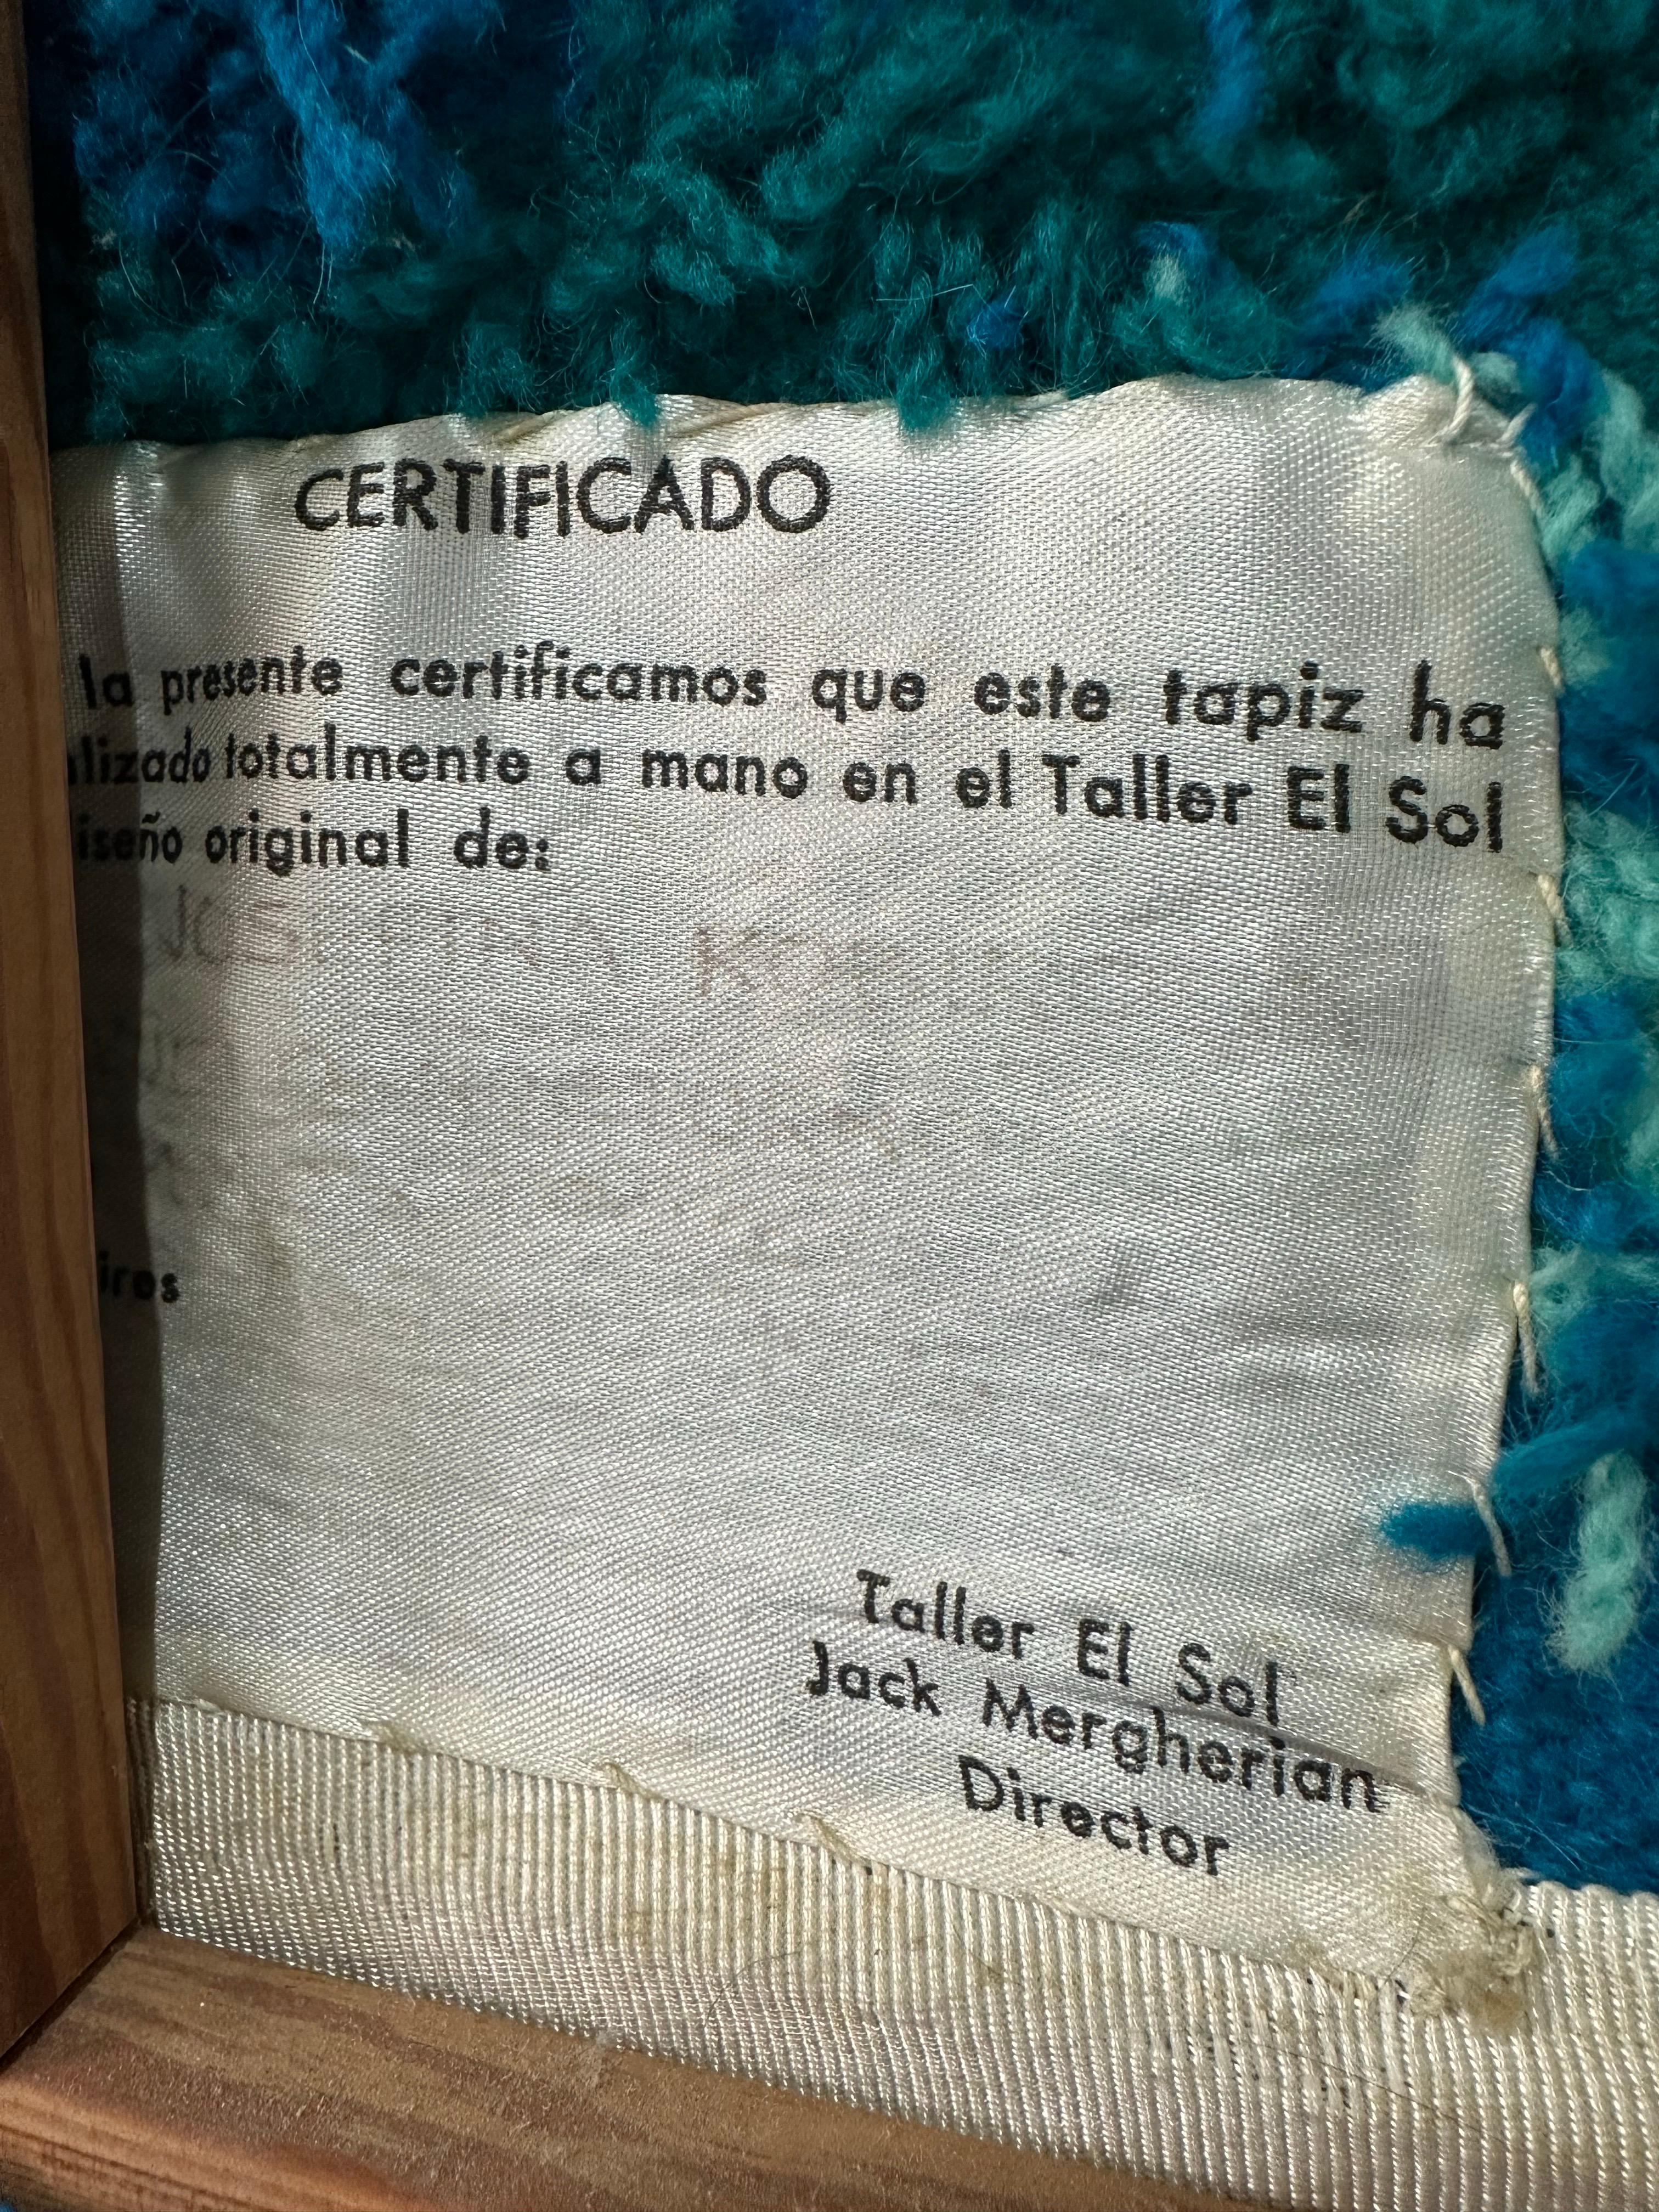 CERTIFICADO
la presente certificamos que este tapiz ha
lizado totalmente a mano en el Taller El Sol
iseño original de:
ires
Taller El Sol
Jack Mergherian
Director